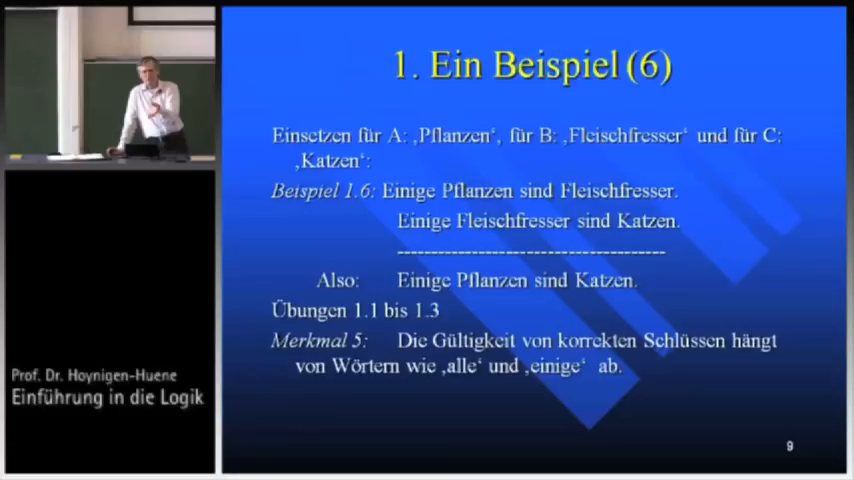 1. Ein Beispiel (6)
Einsetzen für A: ‚Pflanzen‘, für B: ‚Fleischfresser‘ und für C:
‚Katzen‘:
Beispiel 1.6: Einige Pflanzen sind Fleischfresser.
Einige Fleischfresser sind Katzen.
----------------------------------------
Also: Einige Pflanzen sind Katzen.
Übungen 1.1 bis 1.3
Merkmal 5: Die Gültigkeit von korrekten Schlüssen hängt
von Wörtern wie ‚alle‘ und ‚einige‘ ab.
9
Prof. Dr. Hoynigen-Huene
Einführung in die Logik